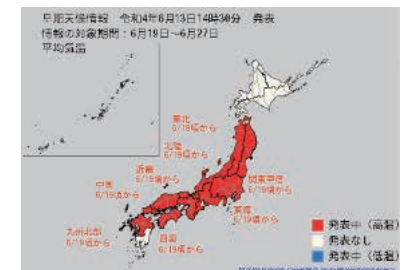 早期天候情報　令和4年6月13日14時30分　発表
情報の対象期間：6月19日～6月27日
平均気温
東北
6/19頃から
北陸
6/19頃から
近畿
6/19頃から
関東甲信
6/19頃から
中国
6/19頃から
東海
6/19頃から
九州北部
6/19頃から
四国
6/19頃から
発表中（高温）
発表なし
発表中（低温）